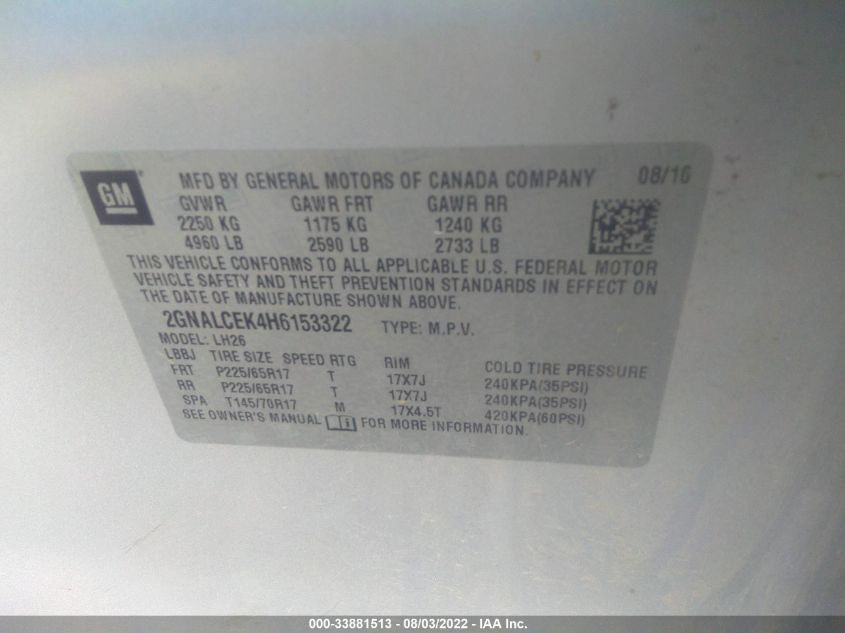 GM
MFD BY GENERAL MOTORS OF CANADA COMPANY 08/16
GVWR GAWR FRT GAWR RR
2250 KG 1175 KG 1240 KG
4960 LB 2590 LB 2733 LB
THIS VEHICLE CONFORMS TO ALL APPLICABLE U.S. FEDERAL MOTOR
VEHICLE SAFETY AND THEFT PREVENTION STANDARDS IN EFFECT ON
THE DATE OF MANUFACTURE SHOWN ABOVE.
2GNALCEK4H6153322 TYPE: M.P.V.
MODEL: LH26
LBBJ TIRE SIZE SPEED RTG RIM COLD TIRE PRESSURE
FRT P225/65R17 T 17X7J 240KPA(35PSI)
RR P225/65R17 T 17X7J 240KPA(35PSI)
SPA T145/70R17 M 17X4.5T 420KPA(60PSI)
SEE OWNER'S MANUAL FOR MORE INFORMATION.
000-33881513 - 08/03/2022 - IAA Inc.